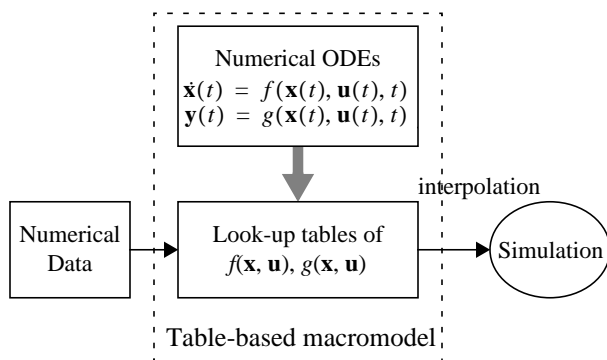 Numerical ODEs
ẋ(t) = f(x(t), u(t), t)
y(t) = g(x(t), u(t), t)
interpolation
Numerical
Data
Look-up tables of
f(x, u), g(x, u)
Simulation
Table-based macromodel